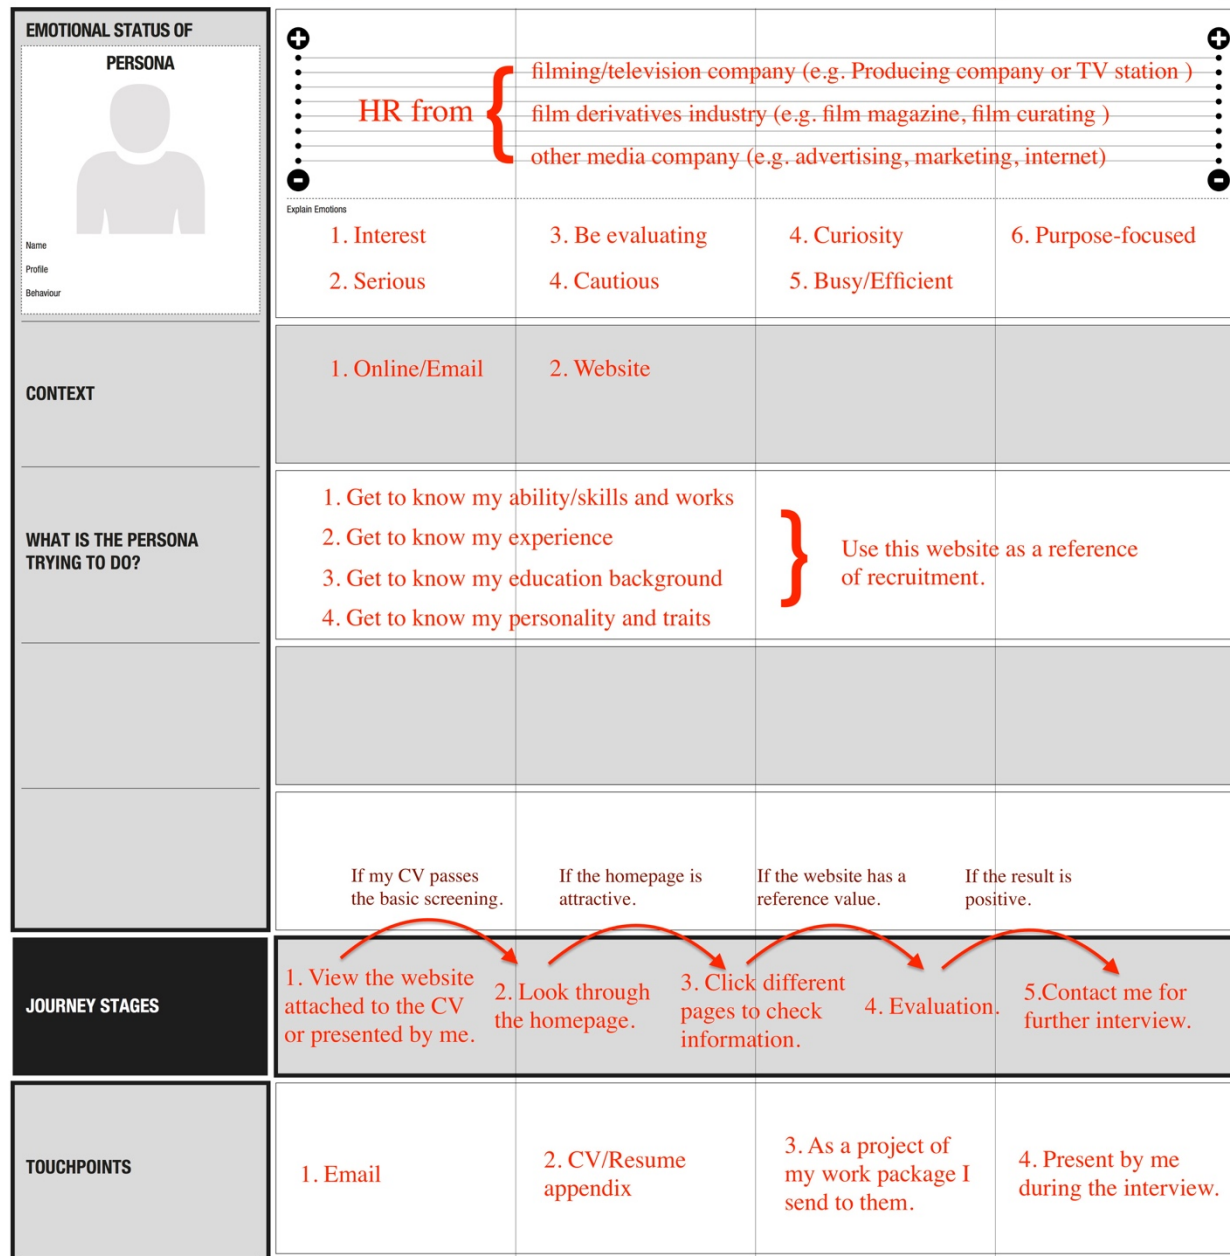 EMOTIONAL STATUS OF
PERSONA
Name
Profile
Behaviour
HR from
filming/television company (e.g. Producing company or TV station )
film derivatives industry (e.g. film magazine, film curating )
other media company (e.g. advertising, marketing, internet)
Explain Emotions
1. Interest
3. Be evaluating
4. Curiosity
6. Purpose-focused
2. Serious
4. Cautious
5. Busy/Efficient
CONTEXT
1. Online/Email
2. Website
WHAT IS THE PERSONA
TRYING TO DO?
1. Get to know my ability/skills and works
2. Get to know my experience
3. Get to know my education background
4. Get to know my personality and traits
Use this website as a reference
of recruitment.
If my CV passes
the basic screening.
If the homepage is
attractive.
If the website has a
reference value.
If the result is
positive.
JOURNEY STAGES
1. View the website
attached to the CV
or presented by me.
2. Look through
the homepage.
3. Click different
pages to check
information.
4. Evaluation.
5.Contact me for
further interview.
TOUCHPOINTS
1. Email
2. CV/Resume
appendix
3. As a project of
my work package I
send to them.
4. Present by me
during the interview.